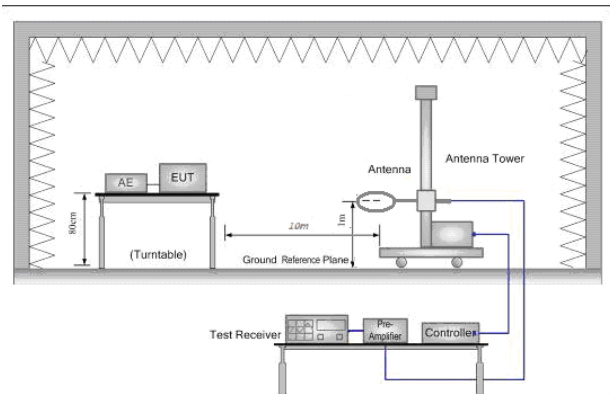 Antenna Tower
Antenna
EUT
AE
80cm
(Turntable)
10m
1m
Ground Reference Plane
Test Receiver
Pre-
Amplifier
Controller